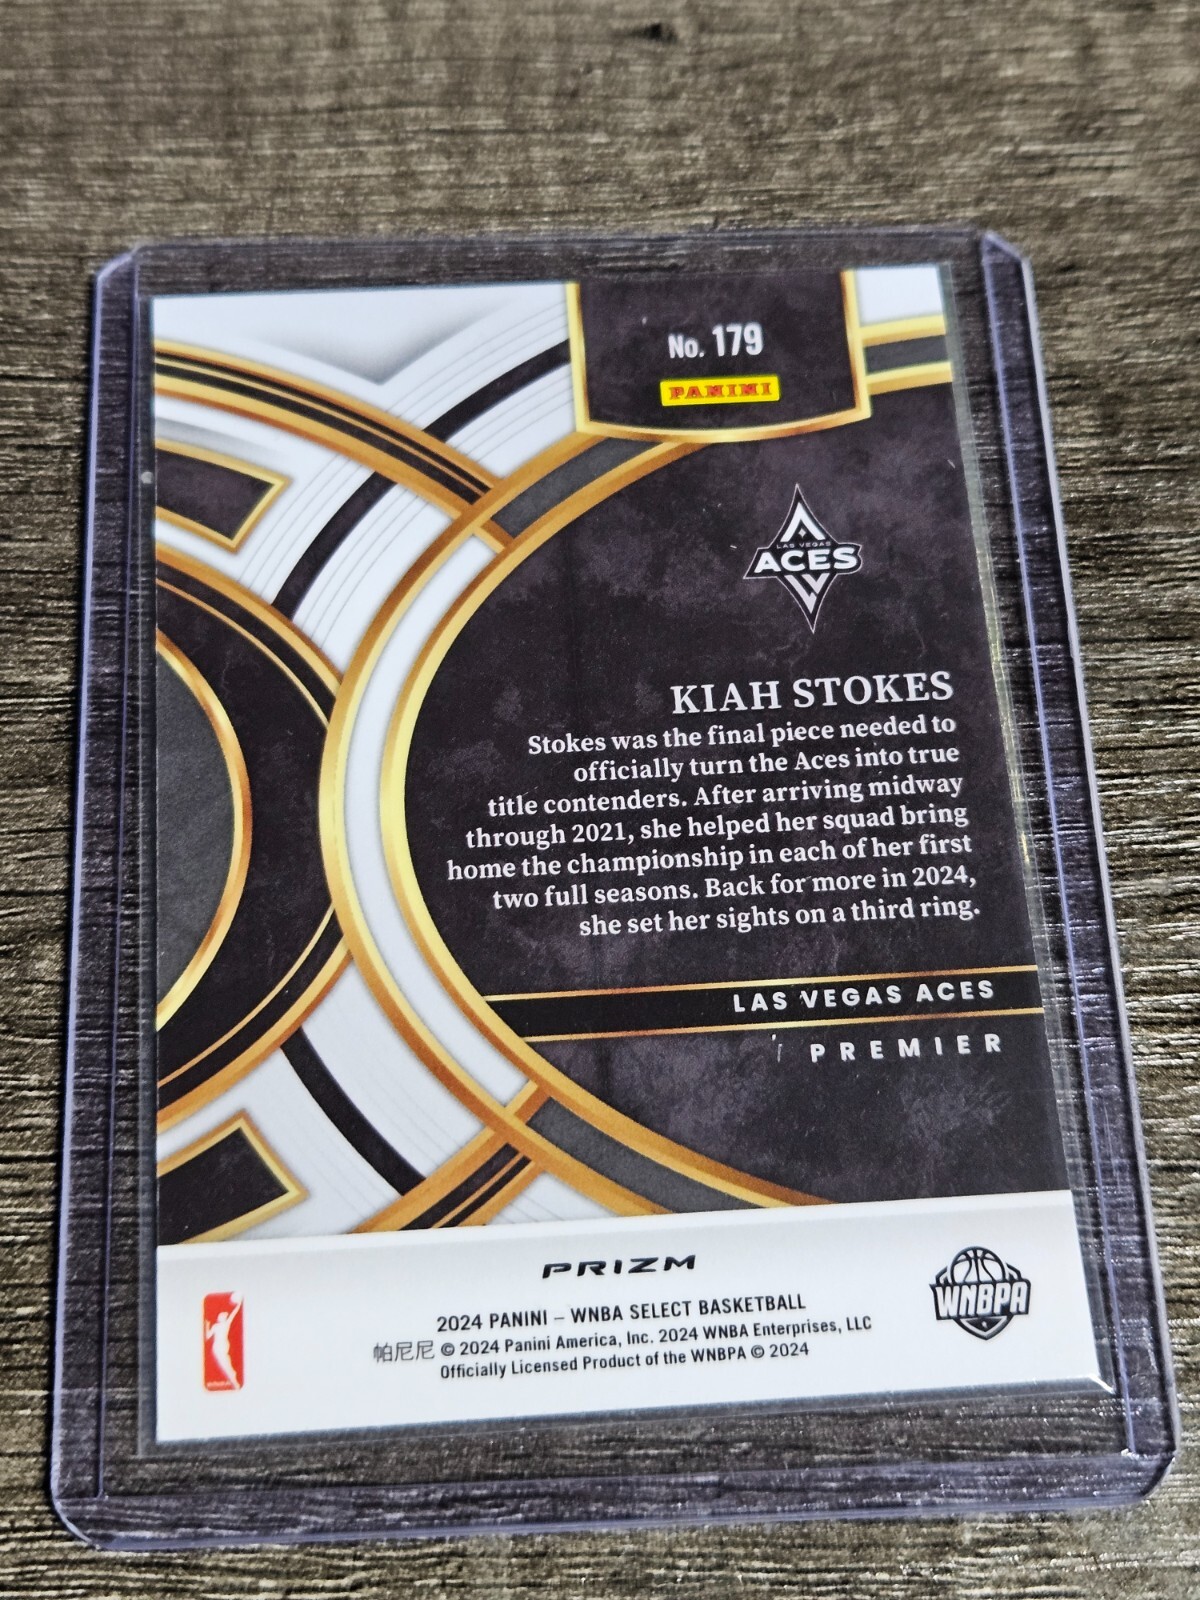 No. 179
PANINI
LAS VEGAS
ACES
KIAH STOKES
Stokes was the final piece needed to
officially turn the Aces into true
title contenders. After arriving midway
through 2021, she helped her squad bring
home the championship in each of her first
two full seasons. Back for more in 2024,
she set her sights on a third ring.
LAS VEGAS ACES
PREMIER
PRIZM
2024 PANINI – WNBA SELECT BASKETBALL
帕尼尼 © 2024 Panini America, Inc. 2024 WNBA Enterprises, LLC
Officially Licensed Product of the WNBPA © 2024
WNBPA